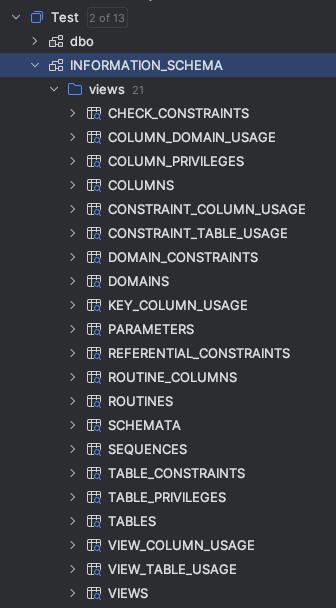 Test 2 of 13
dbo
INFORMATION_SCHEMA
views 21
CHECK_CONSTRAINTS
COLUMN_DOMAIN_USAGE
COLUMN_PRIVILEGES
COLUMNS
CONSTRAINT_COLUMN_USAGE
CONSTRAINT_TABLE_USAGE
DOMAIN_CONSTRAINTS
DOMAINS
KEY_COLUMN_USAGE
PARAMETERS
REFERENTIAL_CONSTRAINTS
ROUTINE_COLUMNS
ROUTINES
SCHEMATA
SEQUENCES
TABLE_CONSTRAINTS
TABLE_PRIVILEGES
TABLES
VIEW_COLUMN_USAGE
VIEW_TABLE_USAGE
VIEWS